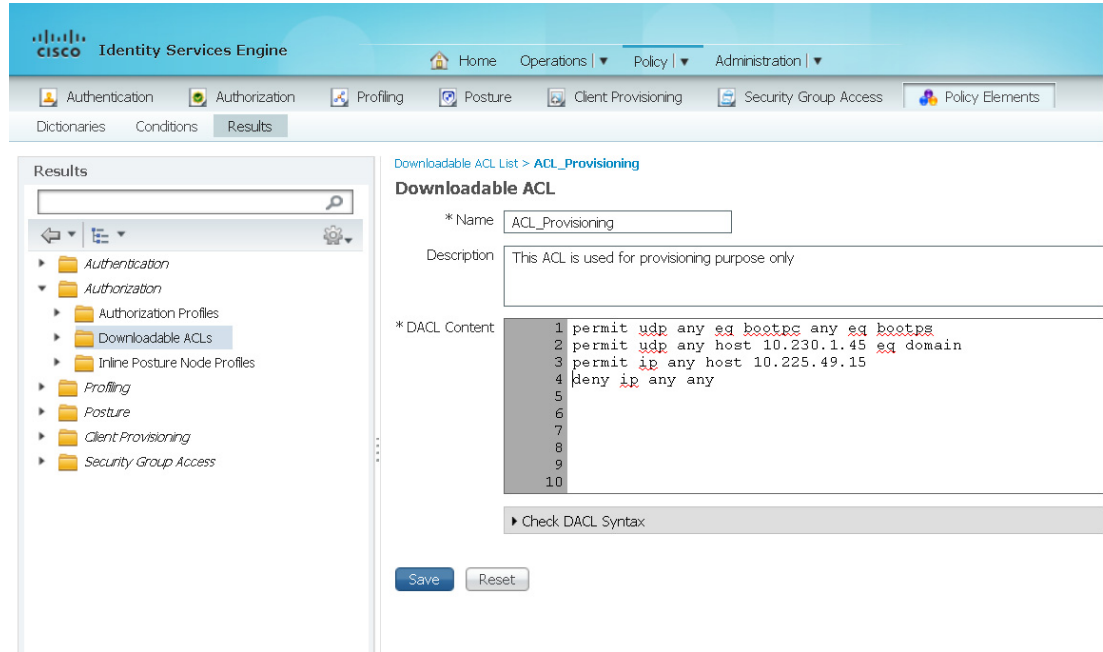 cisco Identity Services Engine
Home Operations | ▼ Policy | ▼ Administration | ▼
Authentication Authorization Profiling Posture Client Provisioning Security Group Access Policy Elements
Dictionaries Conditions Results
Results
Authentication
Authorization
Authorization Profiles
Downloadable ACLs
Inline Posture Node Profiles
Profiling
Posture
Client Provisioning
Security Group Access
Downloadable ACL List > ACL_Provisioning
Downloadable ACL
* Name ACL_Provisioning
Description This ACL is used for provisioning purpose only
* DACL Content
1 permit udp any eq bootpc any eq bootps
2 permit udp any host 10.230.1.45 eq domain
3 permit ip any host 10.225.49.15
4 deny ip any any
5
6
7
8
9
10
Check DACL Syntax
Save Reset